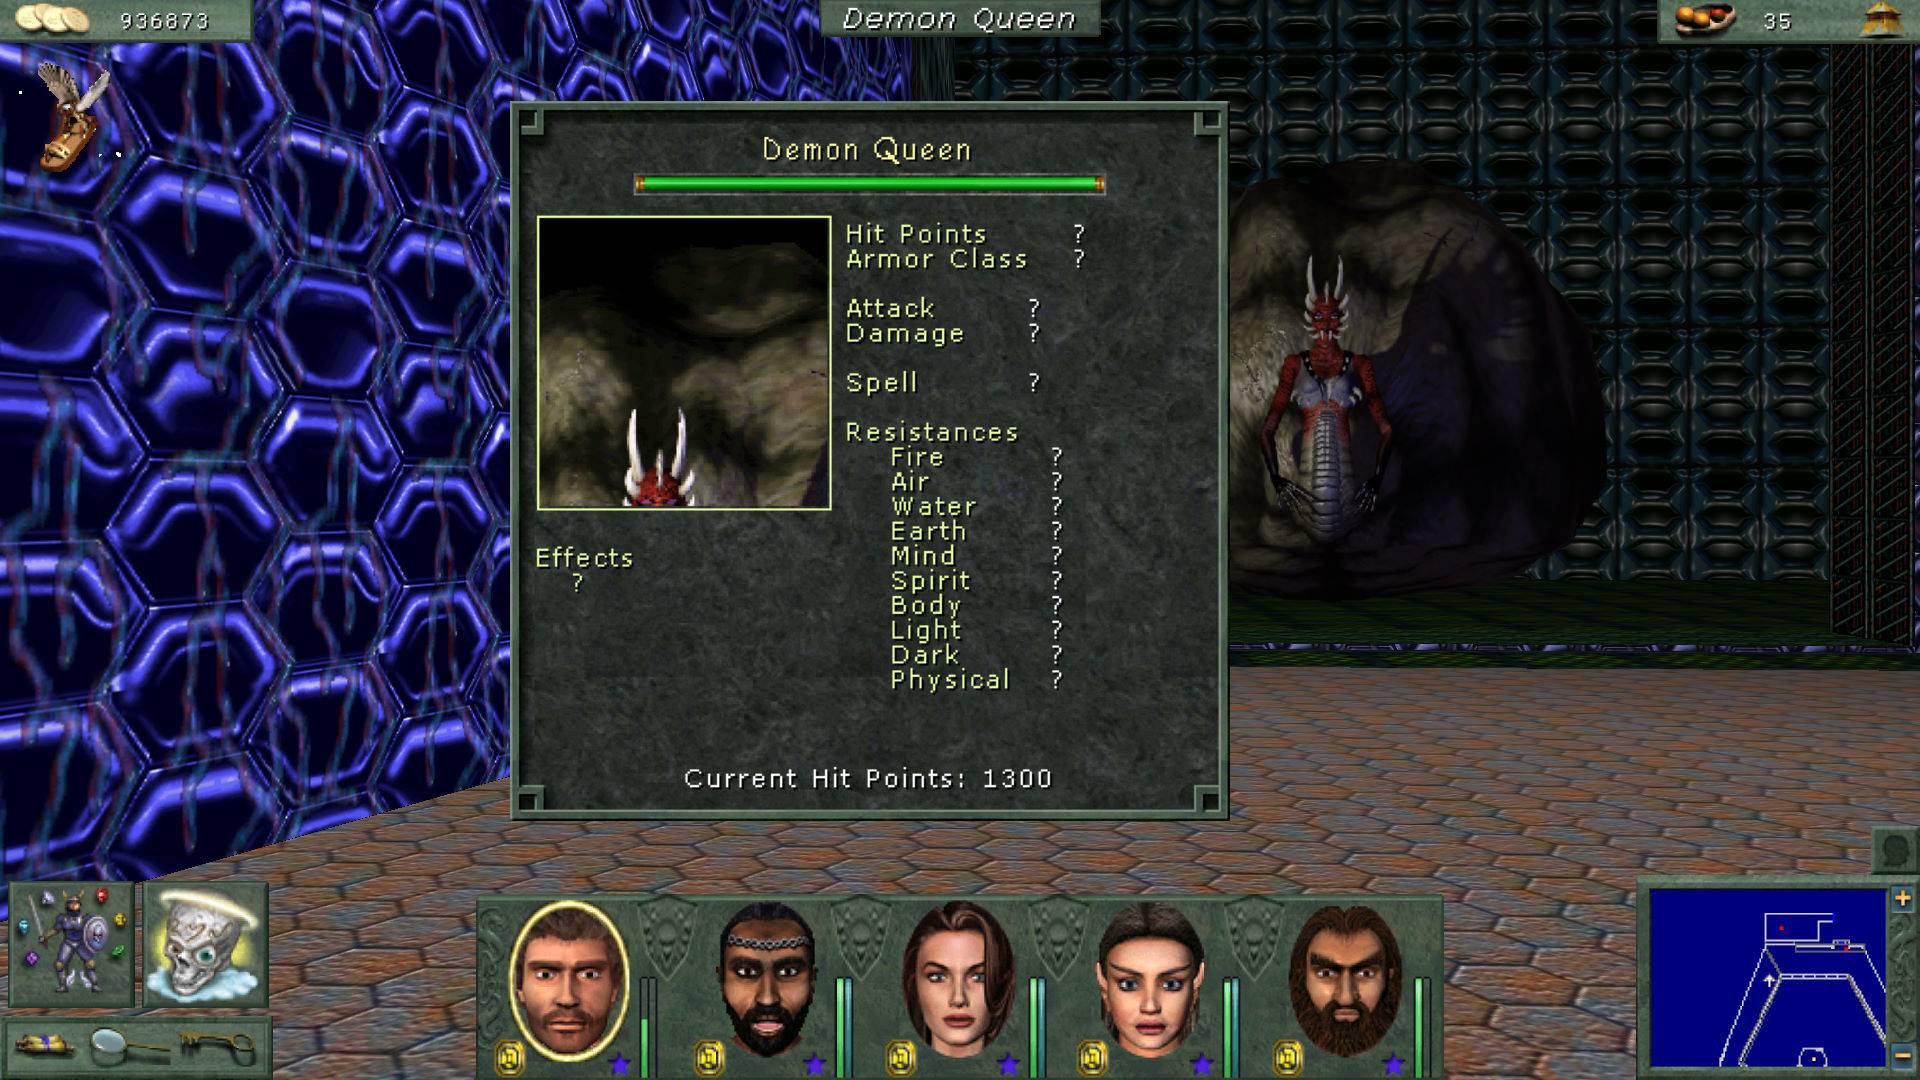 936873
Demon Queen
35
Demon Queen
Hit Points ?
Armor Class ?
Attack ?
Damage ?
Spell ?
Resistances
Fire ?
Air ?
Water ?
Earth ?
Mind ?
Spirit ?
Body ?
Light ?
Dark ?
Physical ?
Effects
?
Current Hit Points: 1300